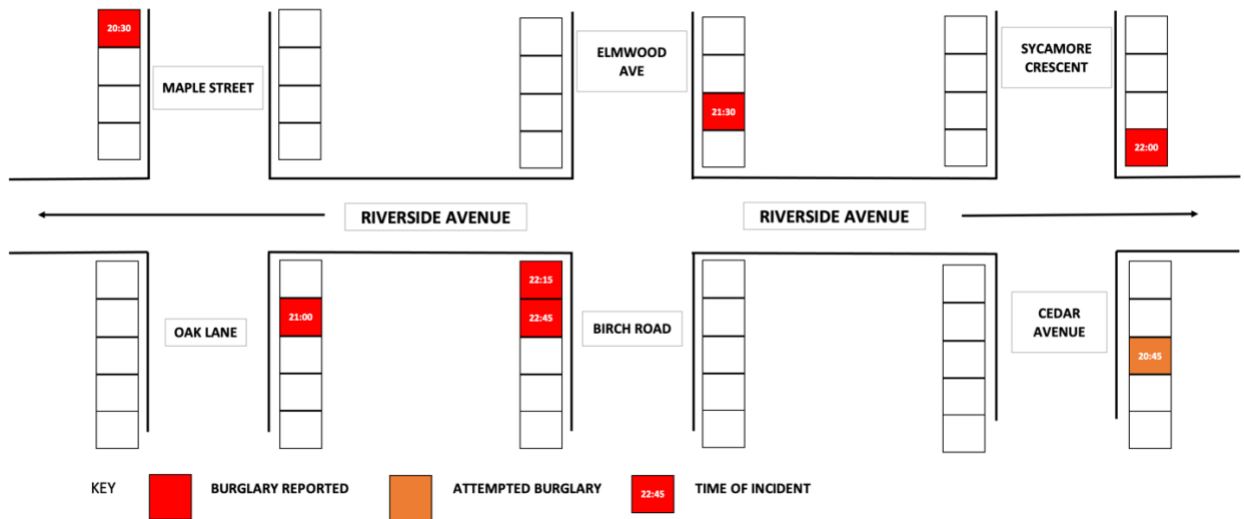 20:30
MAPLE STREET
ELMWOOD
AVE
21:30
SYCAMORE
CRESCENT
22:00
RIVERSIDE AVENUE
RIVERSIDE AVENUE
21:00
OAK LANE
22:15
22:45
BIRCH ROAD
CEDAR
AVENUE
20:45
KEY
BURGLARY REPORTED
ATTEMPTED BURGLARY
22:45
TIME OF INCIDENT